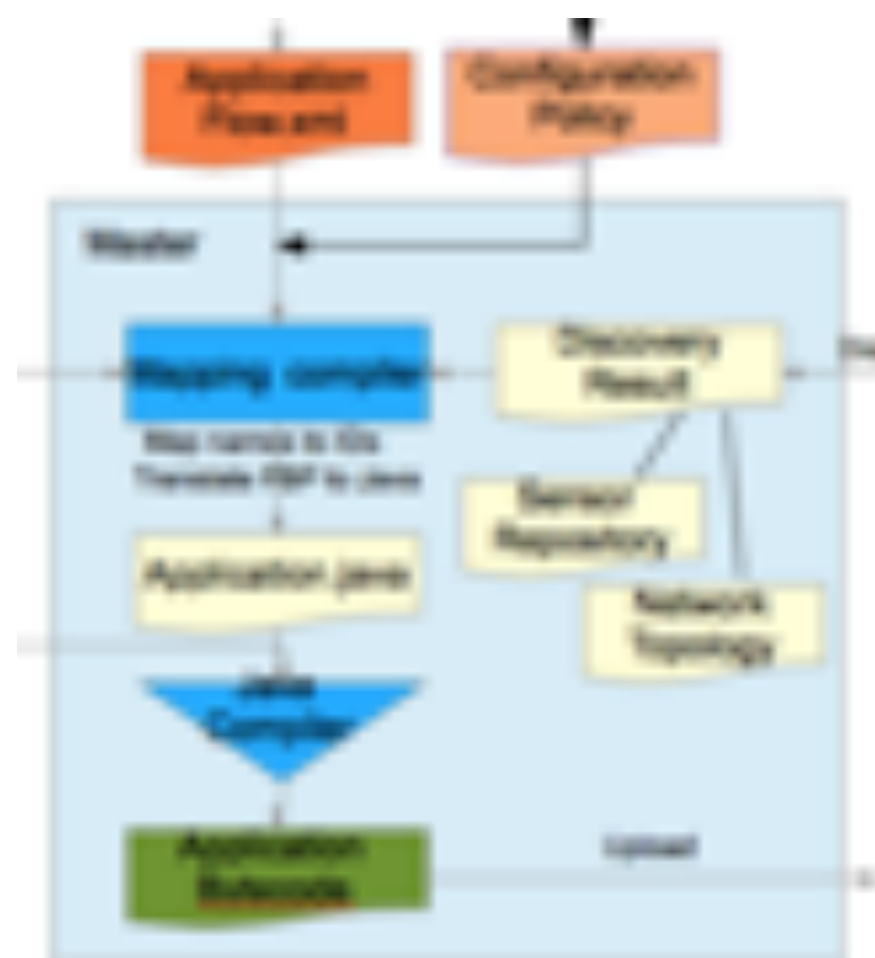 Application
Flow.xml
Configuration
Policy
Master
Mapping compiler
Discovery
Result
Map names to IDs
Translate FBP to Java
Sensor
Repository
Application.java
Network
Topology
Java
Compiler
Application
Bytecode
Upload